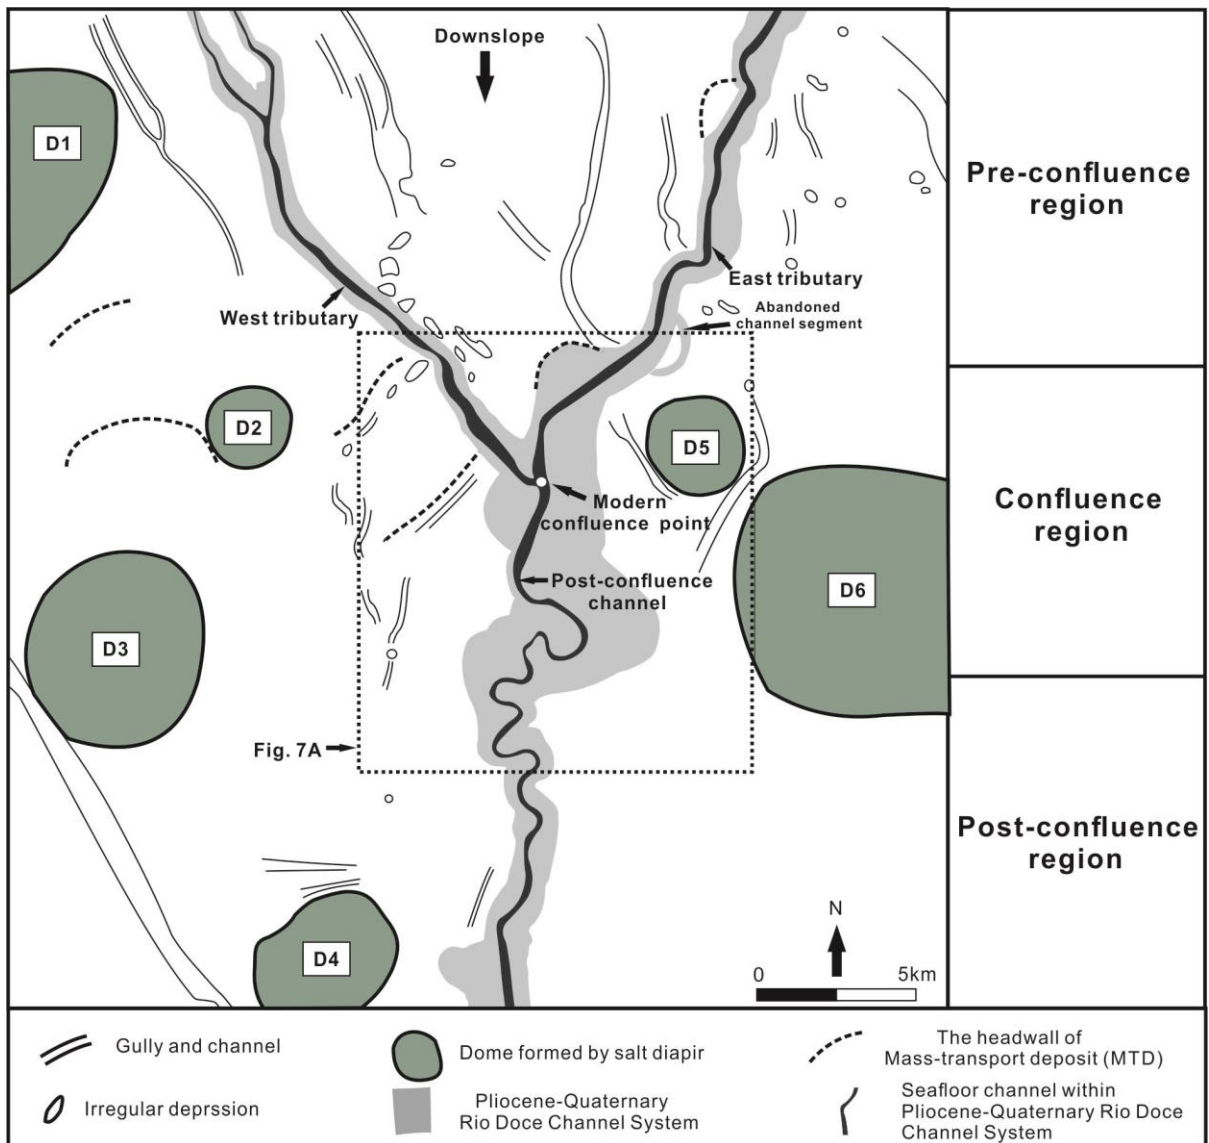 Downslope
D1
Pre-confluence
region
East tributary
West tributary
Abandoned
channel segment
D2
D5
Modern
confluence point
Confluence
region
Post-confluence
channel
D6
D3
Fig. 7A
Post-confluence
region
N
D4
0 5km
Gully and channel
Irregular deprssion
Dome formed by salt diapir
Pliocene-Quaternary
Rio Doce Channel System
The headwall of
Mass-transport deposit (MTD)
Seafloor channel within
Pliocene-Quaternary Rio Doce
Channel System